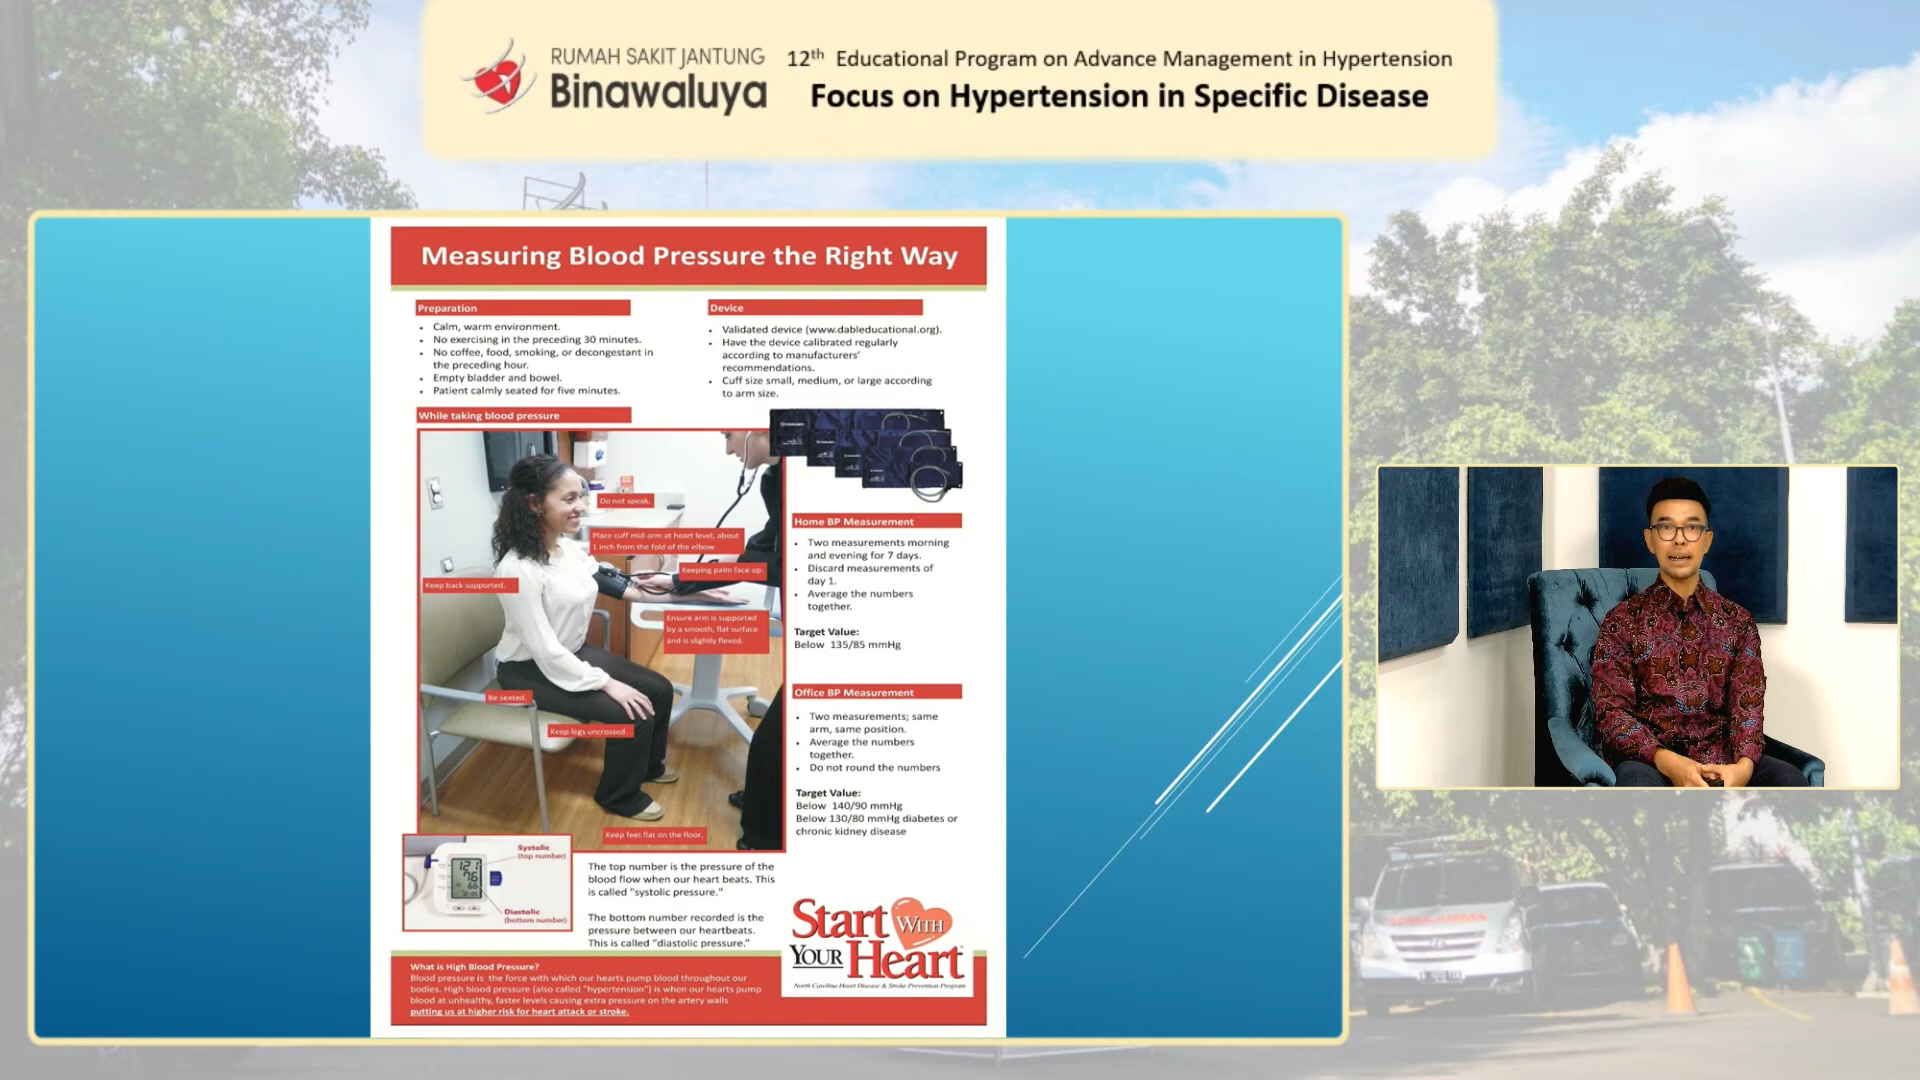 RUMAH SAKIT JANTUNG
Binawaluya
12th Educational Program on Advance Management in Hypertension
Focus on Hypertension in Specific Disease
Measuring Blood Pressure the Right Way
Preparation
• Calm, warm environment.
• No exercising in the preceding 30 minutes.
• No coffee, food, smoking, or decongestant in
the preceding hour.
• Empty bladder and bowel.
• Patient calmly seated for five minutes.
Device
• Validated device (www.dableducational.org).
• Have the device calibrated regularly
according to manufacturers'
recommendations.
• Cuff size small, medium, or large according
to arm size.
While taking blood pressure
Do not speak.
Place cuff mid-arm at heart level, about
1 inch from the fold of the elbow.
Keeping palm face up.
Keep back supported.
Ensure arm is supported
by a smooth, flat surface
and is slightly flexed.
Be seated.
Keep legs uncrossed.
Keep feet flat on the floor.
Home BP Measurement
• Two measurements morning
and evening for 7 days.
• Discard measurements of
day 1.
• Average the numbers
together.
Target Value:
Below 135/85 mmHg
Office BP Measurement
• Two measurements; same
arm, same position.
• Average the numbers
together.
• Do not round the numbers
Target Value:
Below 140/90 mmHg
Below 130/80 mmHg diabetes or
chronic kidney disease
Systolic
(top number)
Diastolic
(bottom number)
The top number is the pressure of the
blood flow when our heart beats. This
is called "systolic pressure."
The bottom number recorded is the
pressure between our heartbeats.
This is called "diastolic pressure."
Start WITH
YOUR Heart
North Carolina Heart Disease & Stroke Prevention Program
What is High Blood Pressure?
Blood pressure is the force with which our hearts pump blood throughout our
bodies. High blood pressure (also called "hypertension") is when our hearts pump
blood at unhealthy, faster levels causing extra pressure on the artery walls
putting us at higher risk for heart attack or stroke.